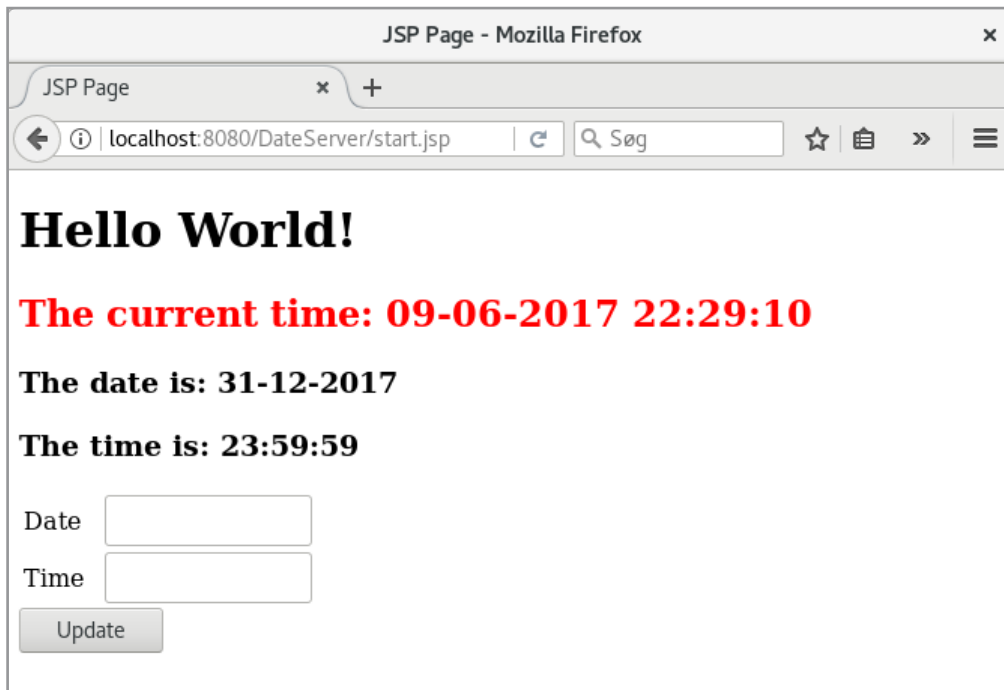 JSP Page - Mozilla Firefox
JSP Page
localhost:8080/DateServer/start.jsp
Søg
Hello World!
The current time: 09-06-2017 22:29:10
The date is: 31-12-2017
The time is: 23:59:59
Date
Time
Update